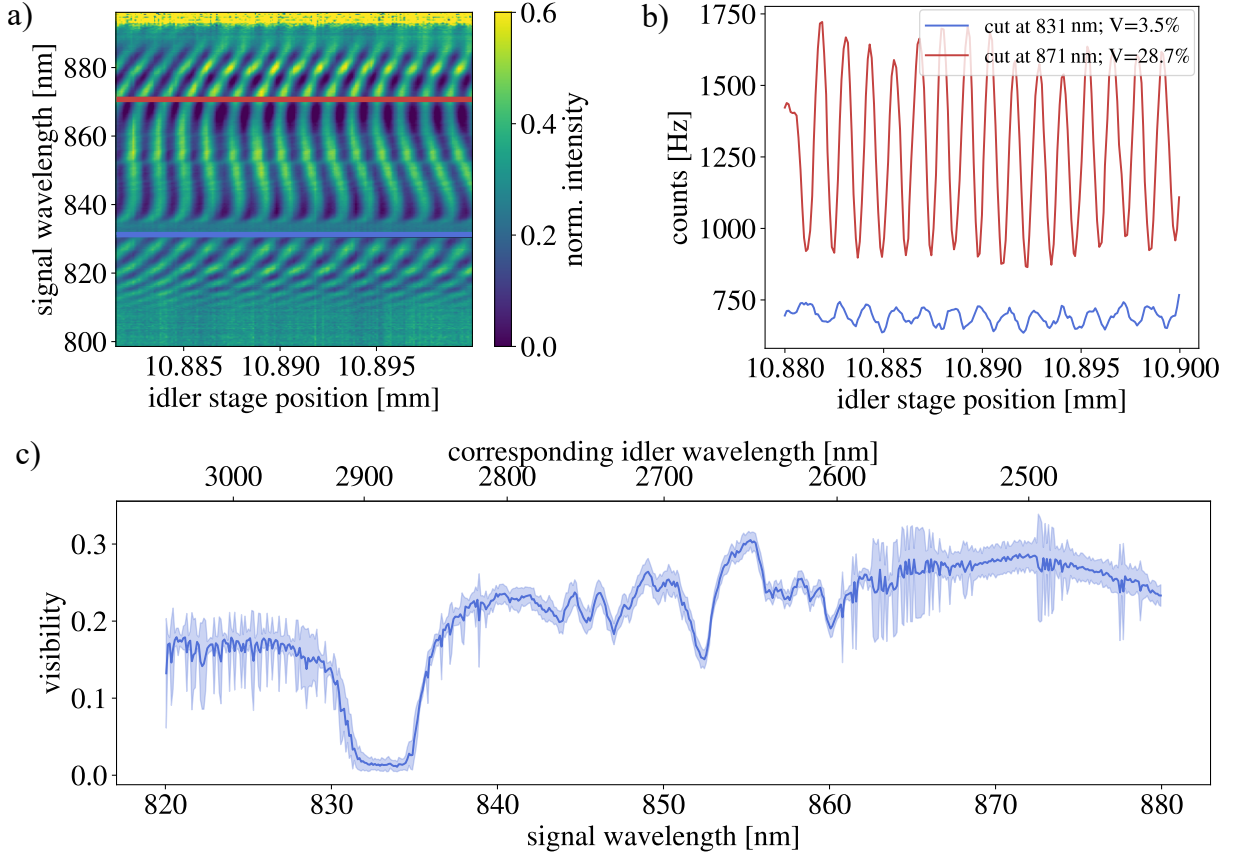 a)
signal wavelength [nm]
880
860
840
820
800
10.885 10.890 10.895
idler stage position [mm]
0.6
0.4
0.2
0.0
norm. intensity
b)
counts [Hz]
1750
1500
1250
1000
750
cut at 831 nm; V=3.5%
cut at 871 nm; V=28.7%
10.880 10.885 10.890 10.895 10.900
idler stage position [mm]
c)
corresponding idler wavelength [nm]
3000 2900 2800 2700 2600 2500
visibility
0.3
0.2
0.1
0.0
820 830 840 850 860 870 880
signal wavelength [nm]